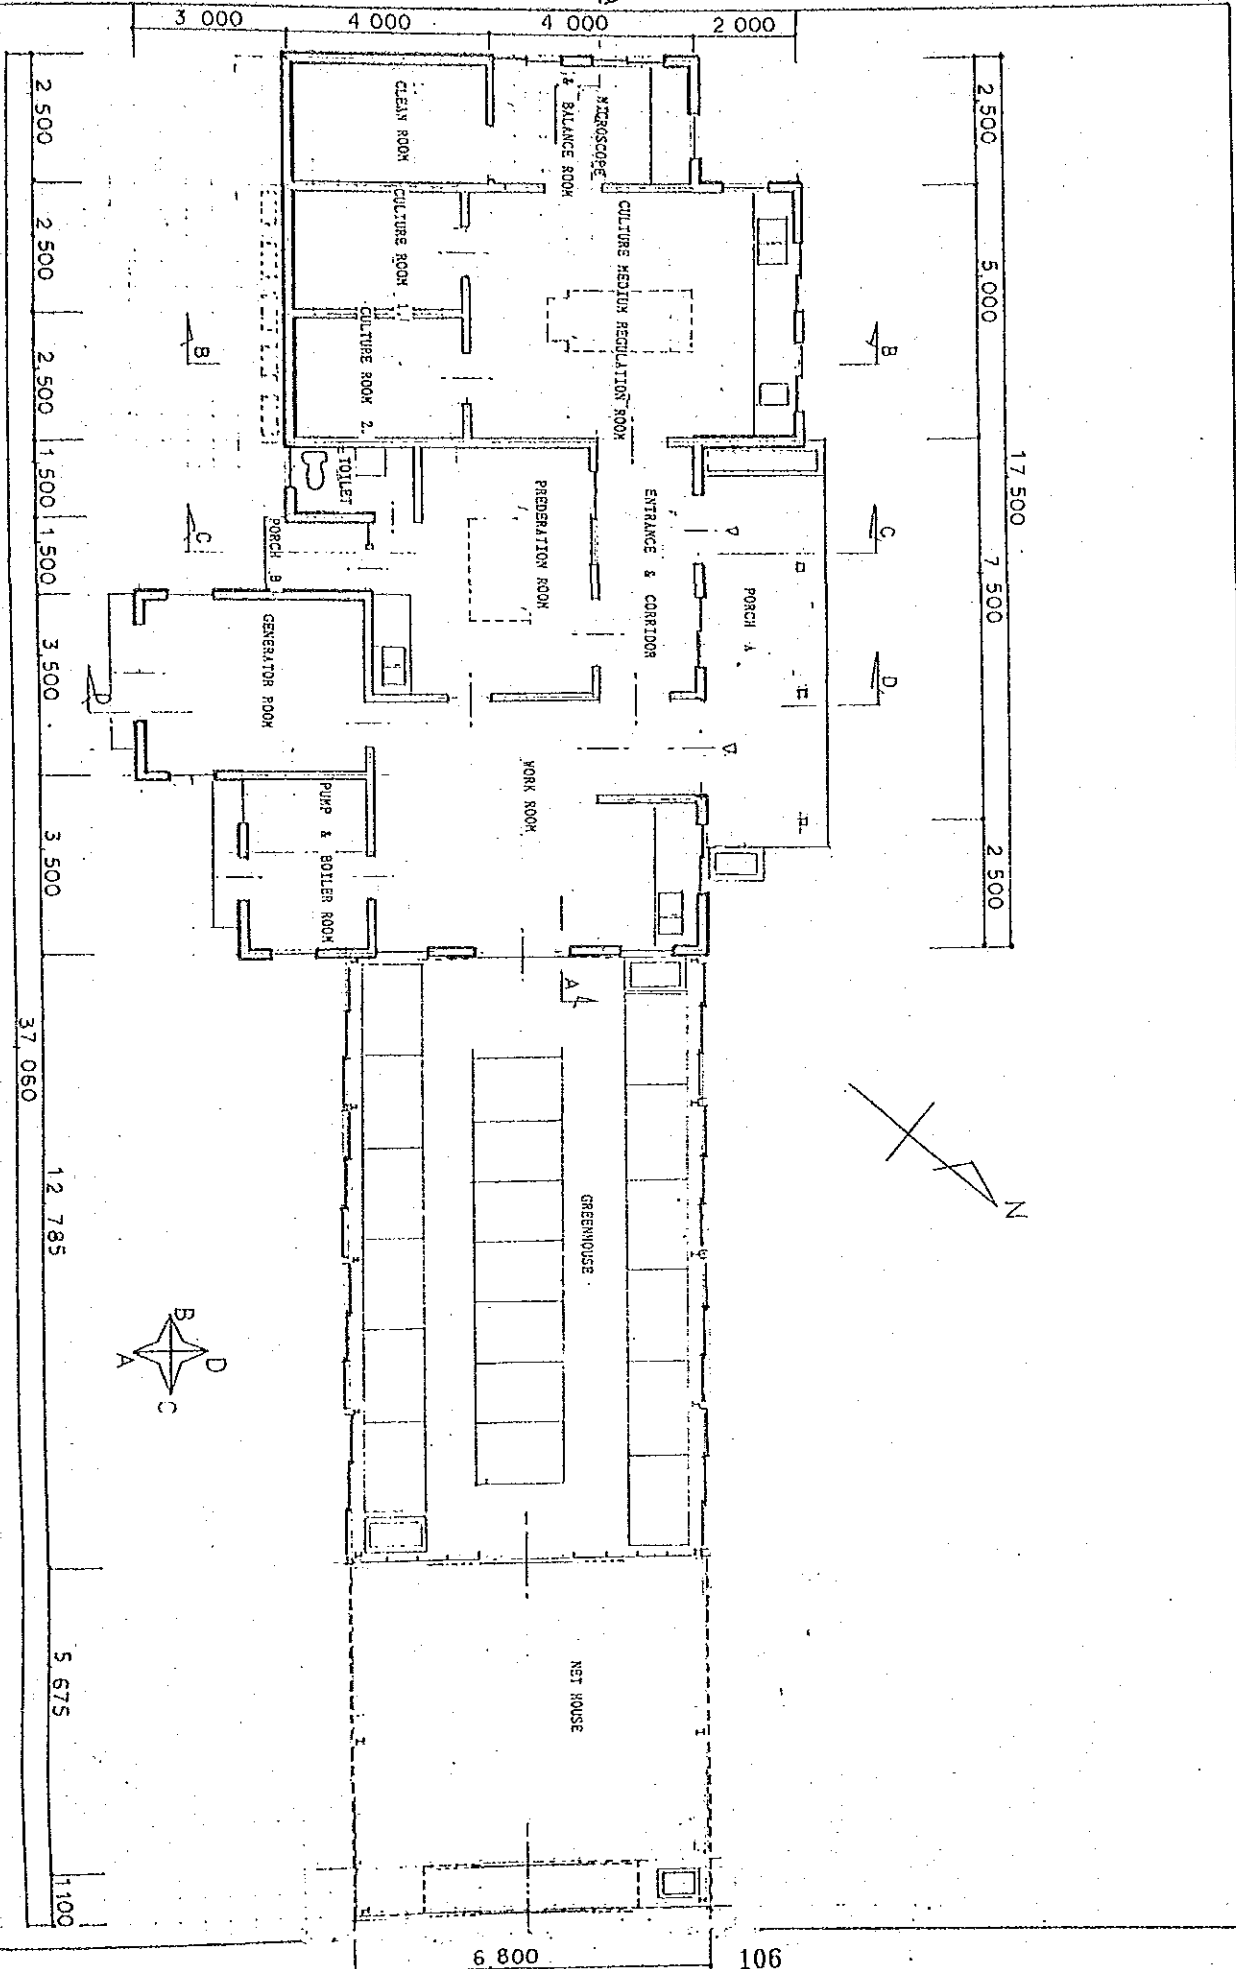 3 000
4 000
4 000
2 000
2,500
5,000
7,500
2 500
17 500
CLEAN ROOM
MICROSCOPE
& BALANCE ROOM
CULTURE ROOM 1.
CULTURE ROOM 2.
CULTURE MEDIUM REGULATION ROOM
B
B
TOILET
PREDERATION ROOM
ENTRANCE & CORRIDOR
C
C
PORCH B
PORCH A
GENERATOR ROOM
D
D
WORK ROOM
PUMP & BOILER ROOM
A
GREENHOUSE
N
B
A
D
C
NET HOUSE
2 500
2 500
2,500
1,500
1,500
3,500
3,500
12,785
5 675
1100
37,060
6 800
106